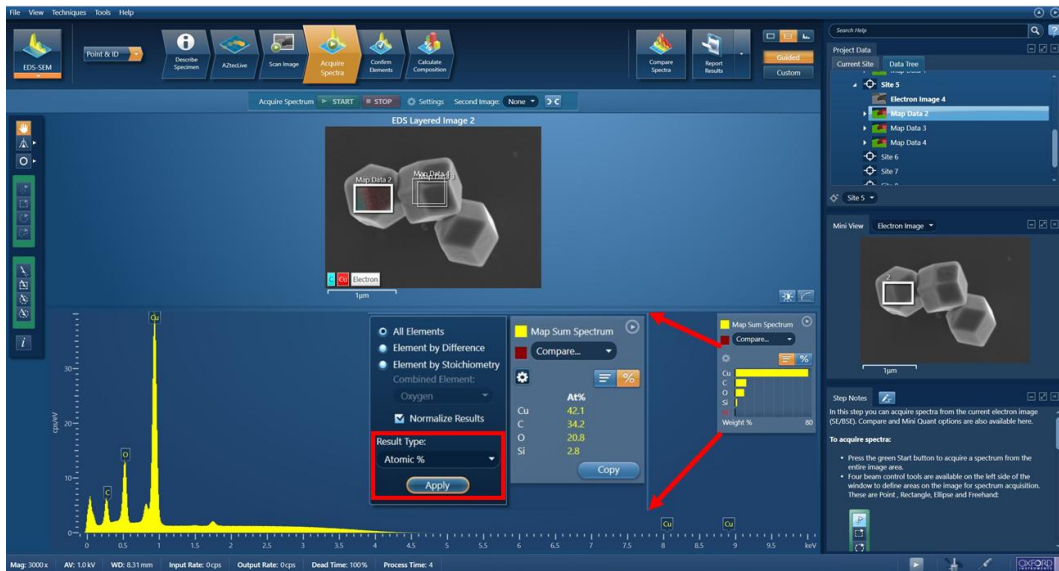 File View Techniques Tools Help
EDS-SEM
Point & ID
Describe
Specimen
AZtecLive
Scan Image
Acquire
Spectra
Confirm
Elements
Calculate
Composition
Compare
Spectra
Report
Results
Guided
Custom
Acquire Spectrum START STOP Settings Second Image: None
EDS Layered Image 2
Map Data 2
C Cu Electron
1µm
cps/eV
30
20
10
0
Cu
O
C
Cu
Cu
0 0.5 1 1.5 2 2.5 3 3.5 4 4.5 5 5.5 6 6.5 7 7.5 8 8.5 9 9.5 keV
All Elements
Element by Difference
Element by Stoichiometry
Combined Element:
Oxygen
Normalize Results
Result Type:
Atomic %
Apply
Map Sum Spectrum
Compare...
%
At%
Cu 42.1
C 34.2
O 20.8
Si 2.8
Copy
Map Sum Spectrum
Compare...
%
Cu
C
O
Si
Weight % 80
Search Help
Project Data
Current Site Data Tree
Site 5
Electron Image 4
Map Data 2
Map Data 3
Map Data 4
Site 6
Site 7
Site 5
Mini View Electron Image
2
1µm
Step Notes
In this step you can acquire spectra from the current electron image
(SE/BSE). Compare and Mini Quant options are also available here.
To acquire spectra:
• Press the green Start button to acquire a spectrum from the
entire image area.
• Four beam control tools are available on the left side of the
window to define areas on the image for spectrum acquisition.
These are Point , Rectangle, Ellipse and Freehand:
Mag: 3000 x AV: 1.0 kV WD: 8.31 mm Input Rate: 0 cps Output Rate: 0 cps Dead Time: 100% Process Time: 4
OXFORD
INSTRUMENTS